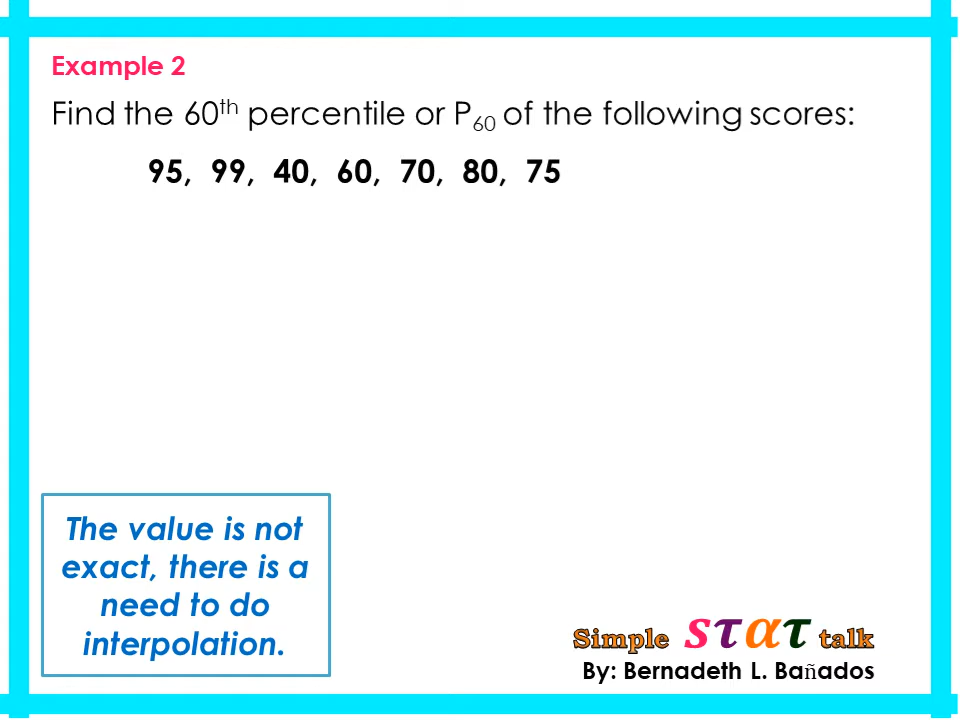 Example 2
Find the 60th percentile or P60 of the following scores:
95, 99, 40, 60, 70, 80, 75
The value is not
exact, there is a
need to do
interpolation.
Simple sτατ talk
By: Bernadeth L. Bañados